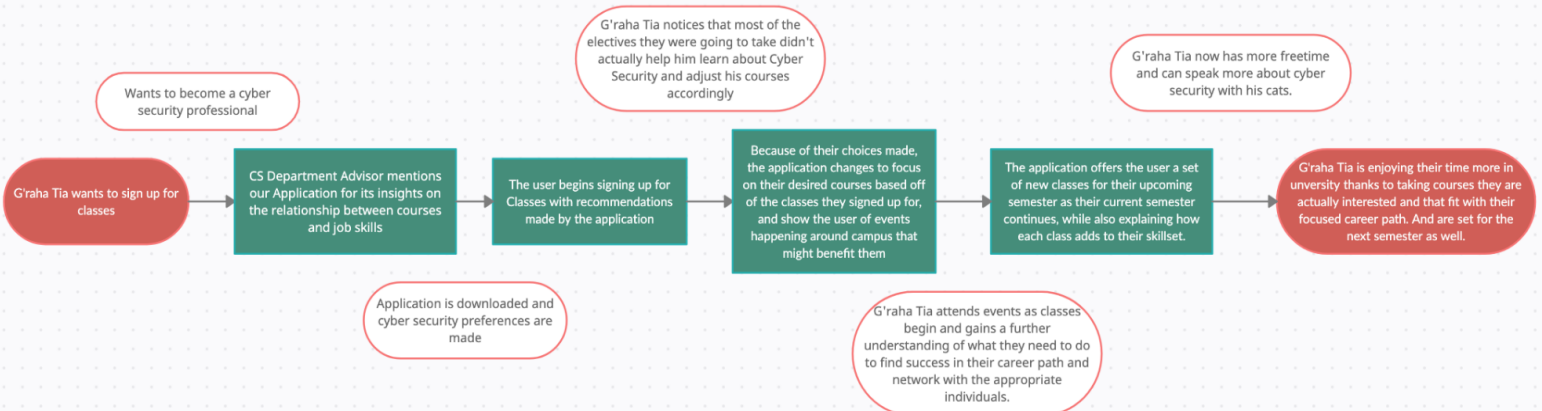 G'raha Tia wants to sign up for
classes
Wants to become a cyber
security professional
CS Department Advisor mentions
our Application for its insights on
the relationship between courses
and job skills
Application is downloaded and
cyber security preferences are
made
The user begins signing up for
Classes with recommendations
made by the application
G'raha Tia notices that most of the
electives they were going to take didn't
actually help him learn about Cyber
Security and adjust his courses
accordingly
Because of their choices made,
the application changes to focus
on their desired courses based off
of the classes they signed up for,
and show the user of events
happening around campus that
might benefit them
G'raha Tia attends events as classes
begin and gains a further
understanding of what they need to do
to find success in their career path and
network with the appropriate
individuals.
The application offers the user a set
of new classes for their upcoming
semester as their current semester
continues, while also explaining how
each class adds to their skillset.
G'raha Tia now has more freetime
and can speak more about cyber
security with his cats.
G'raha Tia is enjoying their time more in
unversity thanks to taking courses they are
actually interested and that fit with their
focused career path. And are set for the
next semester as well.